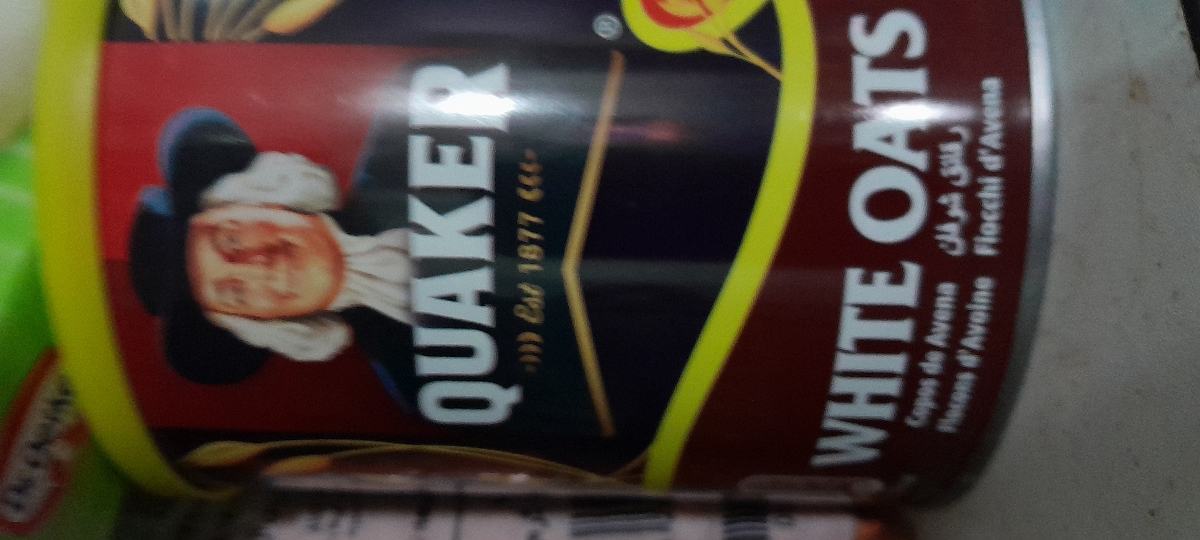 ®
QUAKER
Est 1877
WHITE OATS
Copos de Avena رقائق شوفان
Flocons d'Avoine Fiocchi d'Avena